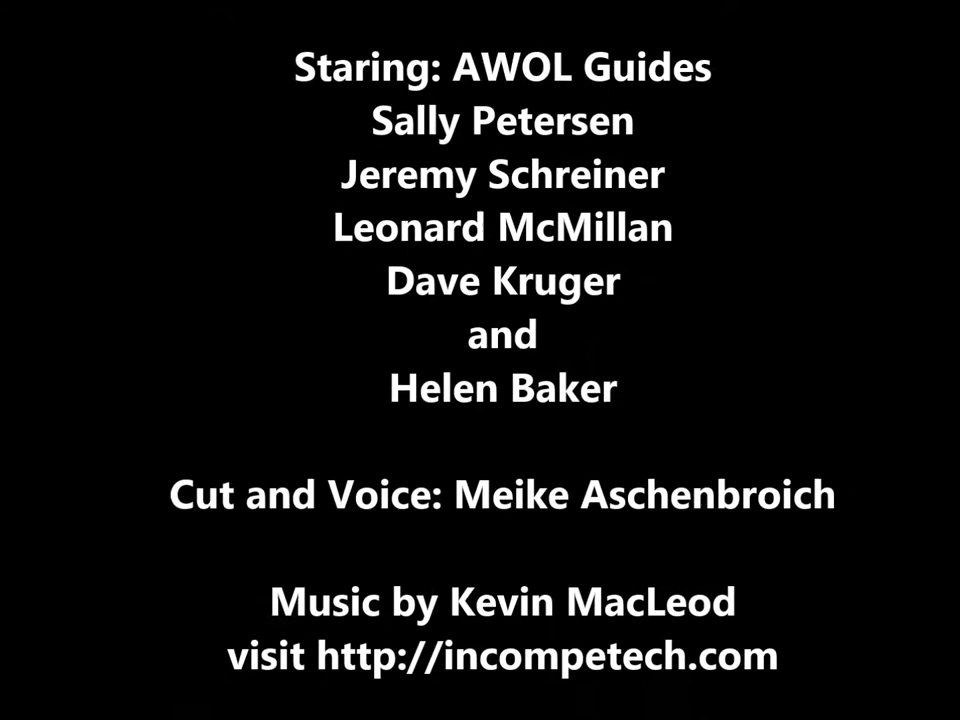 Staring: AWOL Guides
Sally Petersen
Jeremy Schreiner
Leonard McMillan
Dave Kruger
and
Helen Baker
Cut and Voice: Meike Aschenbroich
Music by Kevin MacLeod
visit http://incompetech.com